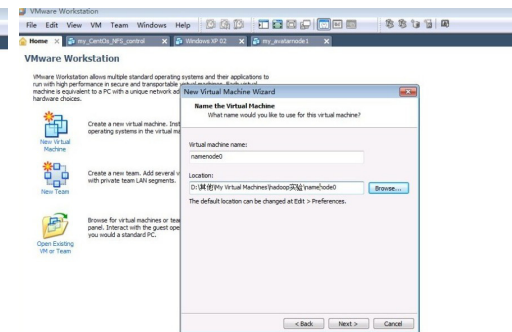 VMware Workstation
File Edit View VM Team Windows Help
Home X my_CentOs_NFS_control X Windows XP 02 X my_avatarnode1 X
VMware Workstation
VMware Workstation allows multiple standard operating systems and their applications to
run with high performance in secure and transportable virtual machines. Each virtual
machine is equivalent to a PC with a unique network ad
hardware choices.
New Virtual
Machine
Create a new virtual machine. Inst
operating systems in the virtual ma
New Team
Create a new team. Add several v
with private team LAN segments.
Open Existing
VM or Team
Browse for virtual machines or tea
panel. Interact with the guest ope
you would a standard PC.
New Virtual Machine Wizard
Name the Virtual Machine
What name would you like to use for this virtual machine?
Virtual machine name:
namenode0
Location:
D:\其他\My Virtual Machines\hadoop实验\namenode0
Browse...
The default location can be changed at Edit > Preferences.
< Back Next > Cancel